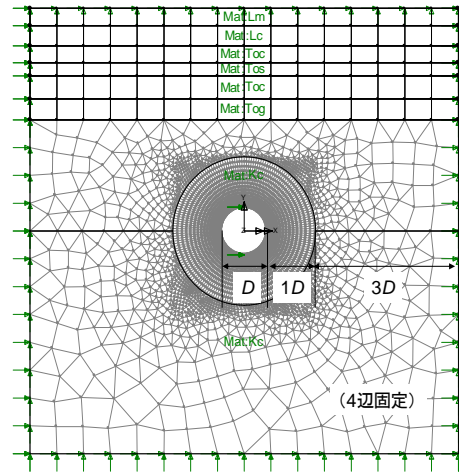 Mat:Lm
Mat:Lc
Mat:Toc
Mat:Tos
Mat:Toc
Mat:Tog
Mat:Kc
Y
Z X
D 1D 3D
Mat:Kc
（4辺固定）